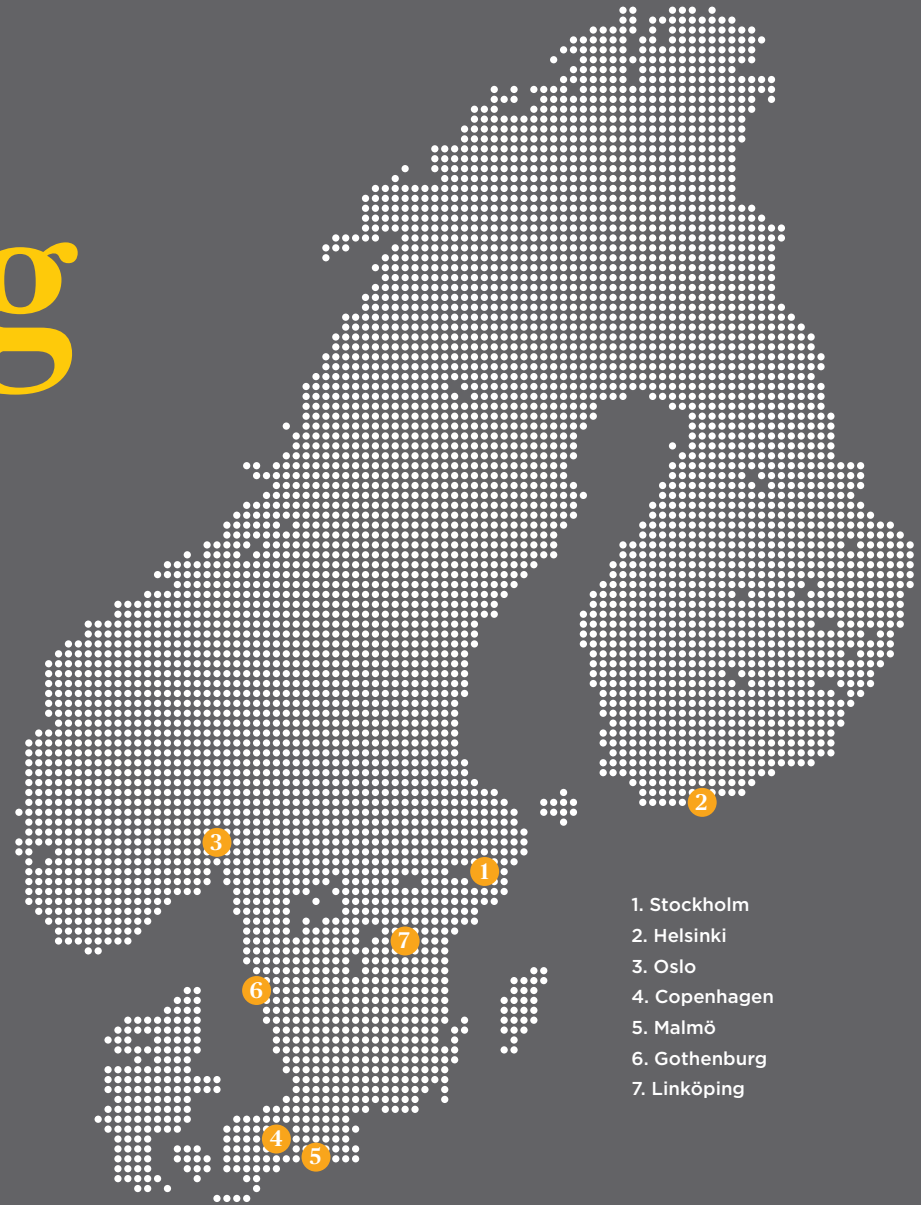 g
3
2
1
7
6
4
5
1. Stockholm
2. Helsinki
3. Oslo
4. Copenhagen
5. Malmö
6. Gothenburg
7. Linköping